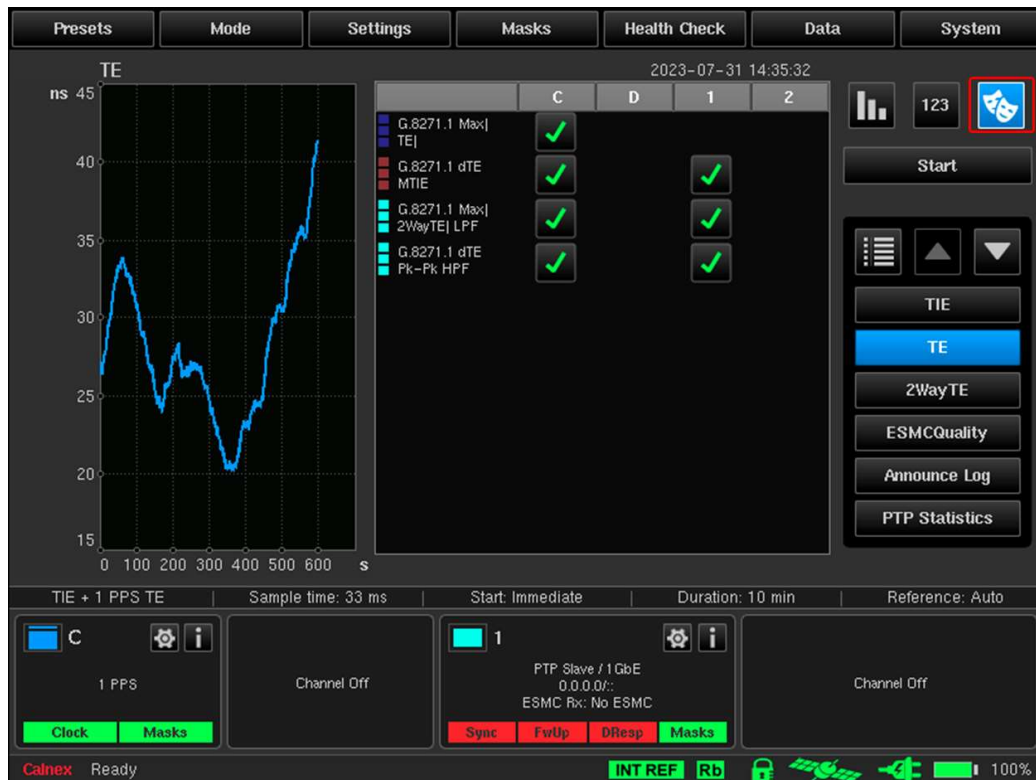 Presets Mode Settings Masks Health Check Data System
TE
2023-07-31 14:35:32
ns 45
40
35
30
25
20
15
0 100 200 300 400 500 600 s
C D 1 2
G.8271.1 Max|
TE|
G.8271.1 dTE
MTIE
G.8271.1 Max|
2WayTE| LPF
G.8271.1 dTE
Pk-Pk HPF
123
Start
TIE
TE
2WayTE
ESMCQuality
Announce Log
PTP Statistics
TIE + 1 PPS TE | Sample time: 33 ms | Start: Immediate | Duration: 10 min | Reference: Auto
C i
1 PPS
Clock Masks
Channel Off
1 i
PTP Slave / 1 GbE
0.0.0.0/::
ESMC Rx: No ESMC
Sync FwUp DResp Masks
Channel Off
Calnex Ready INT REF Rb 100%